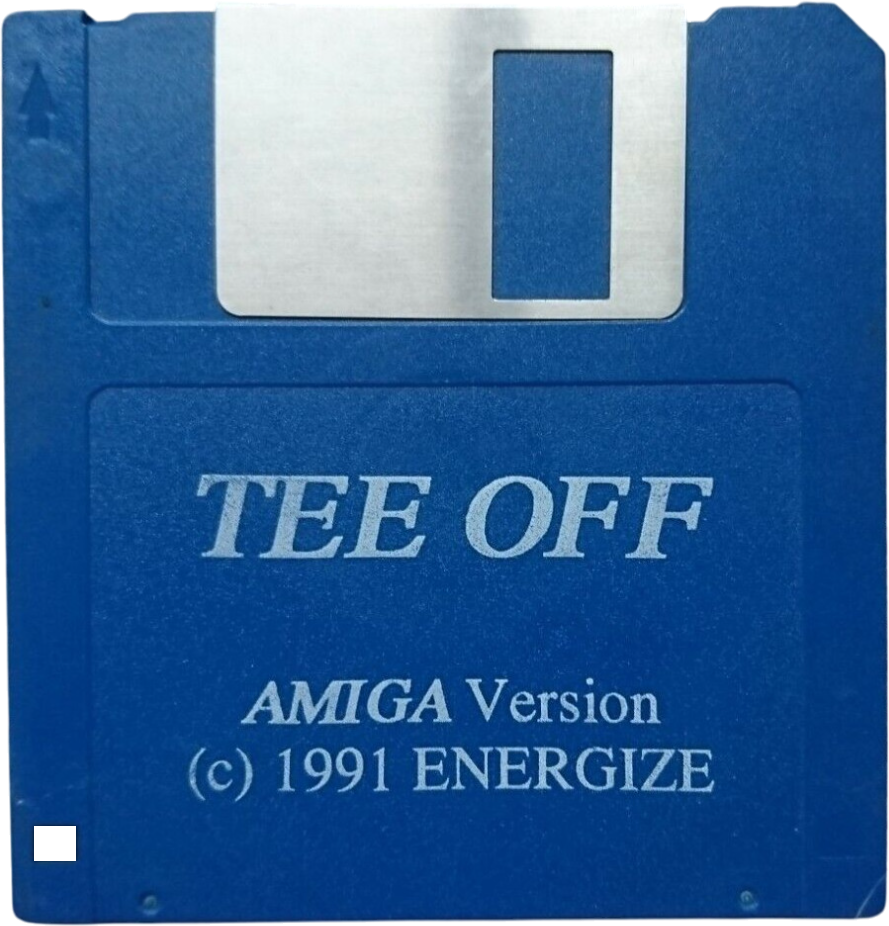 TEE OFF
AMIGA Version
(c) 1991 ENERGIZE